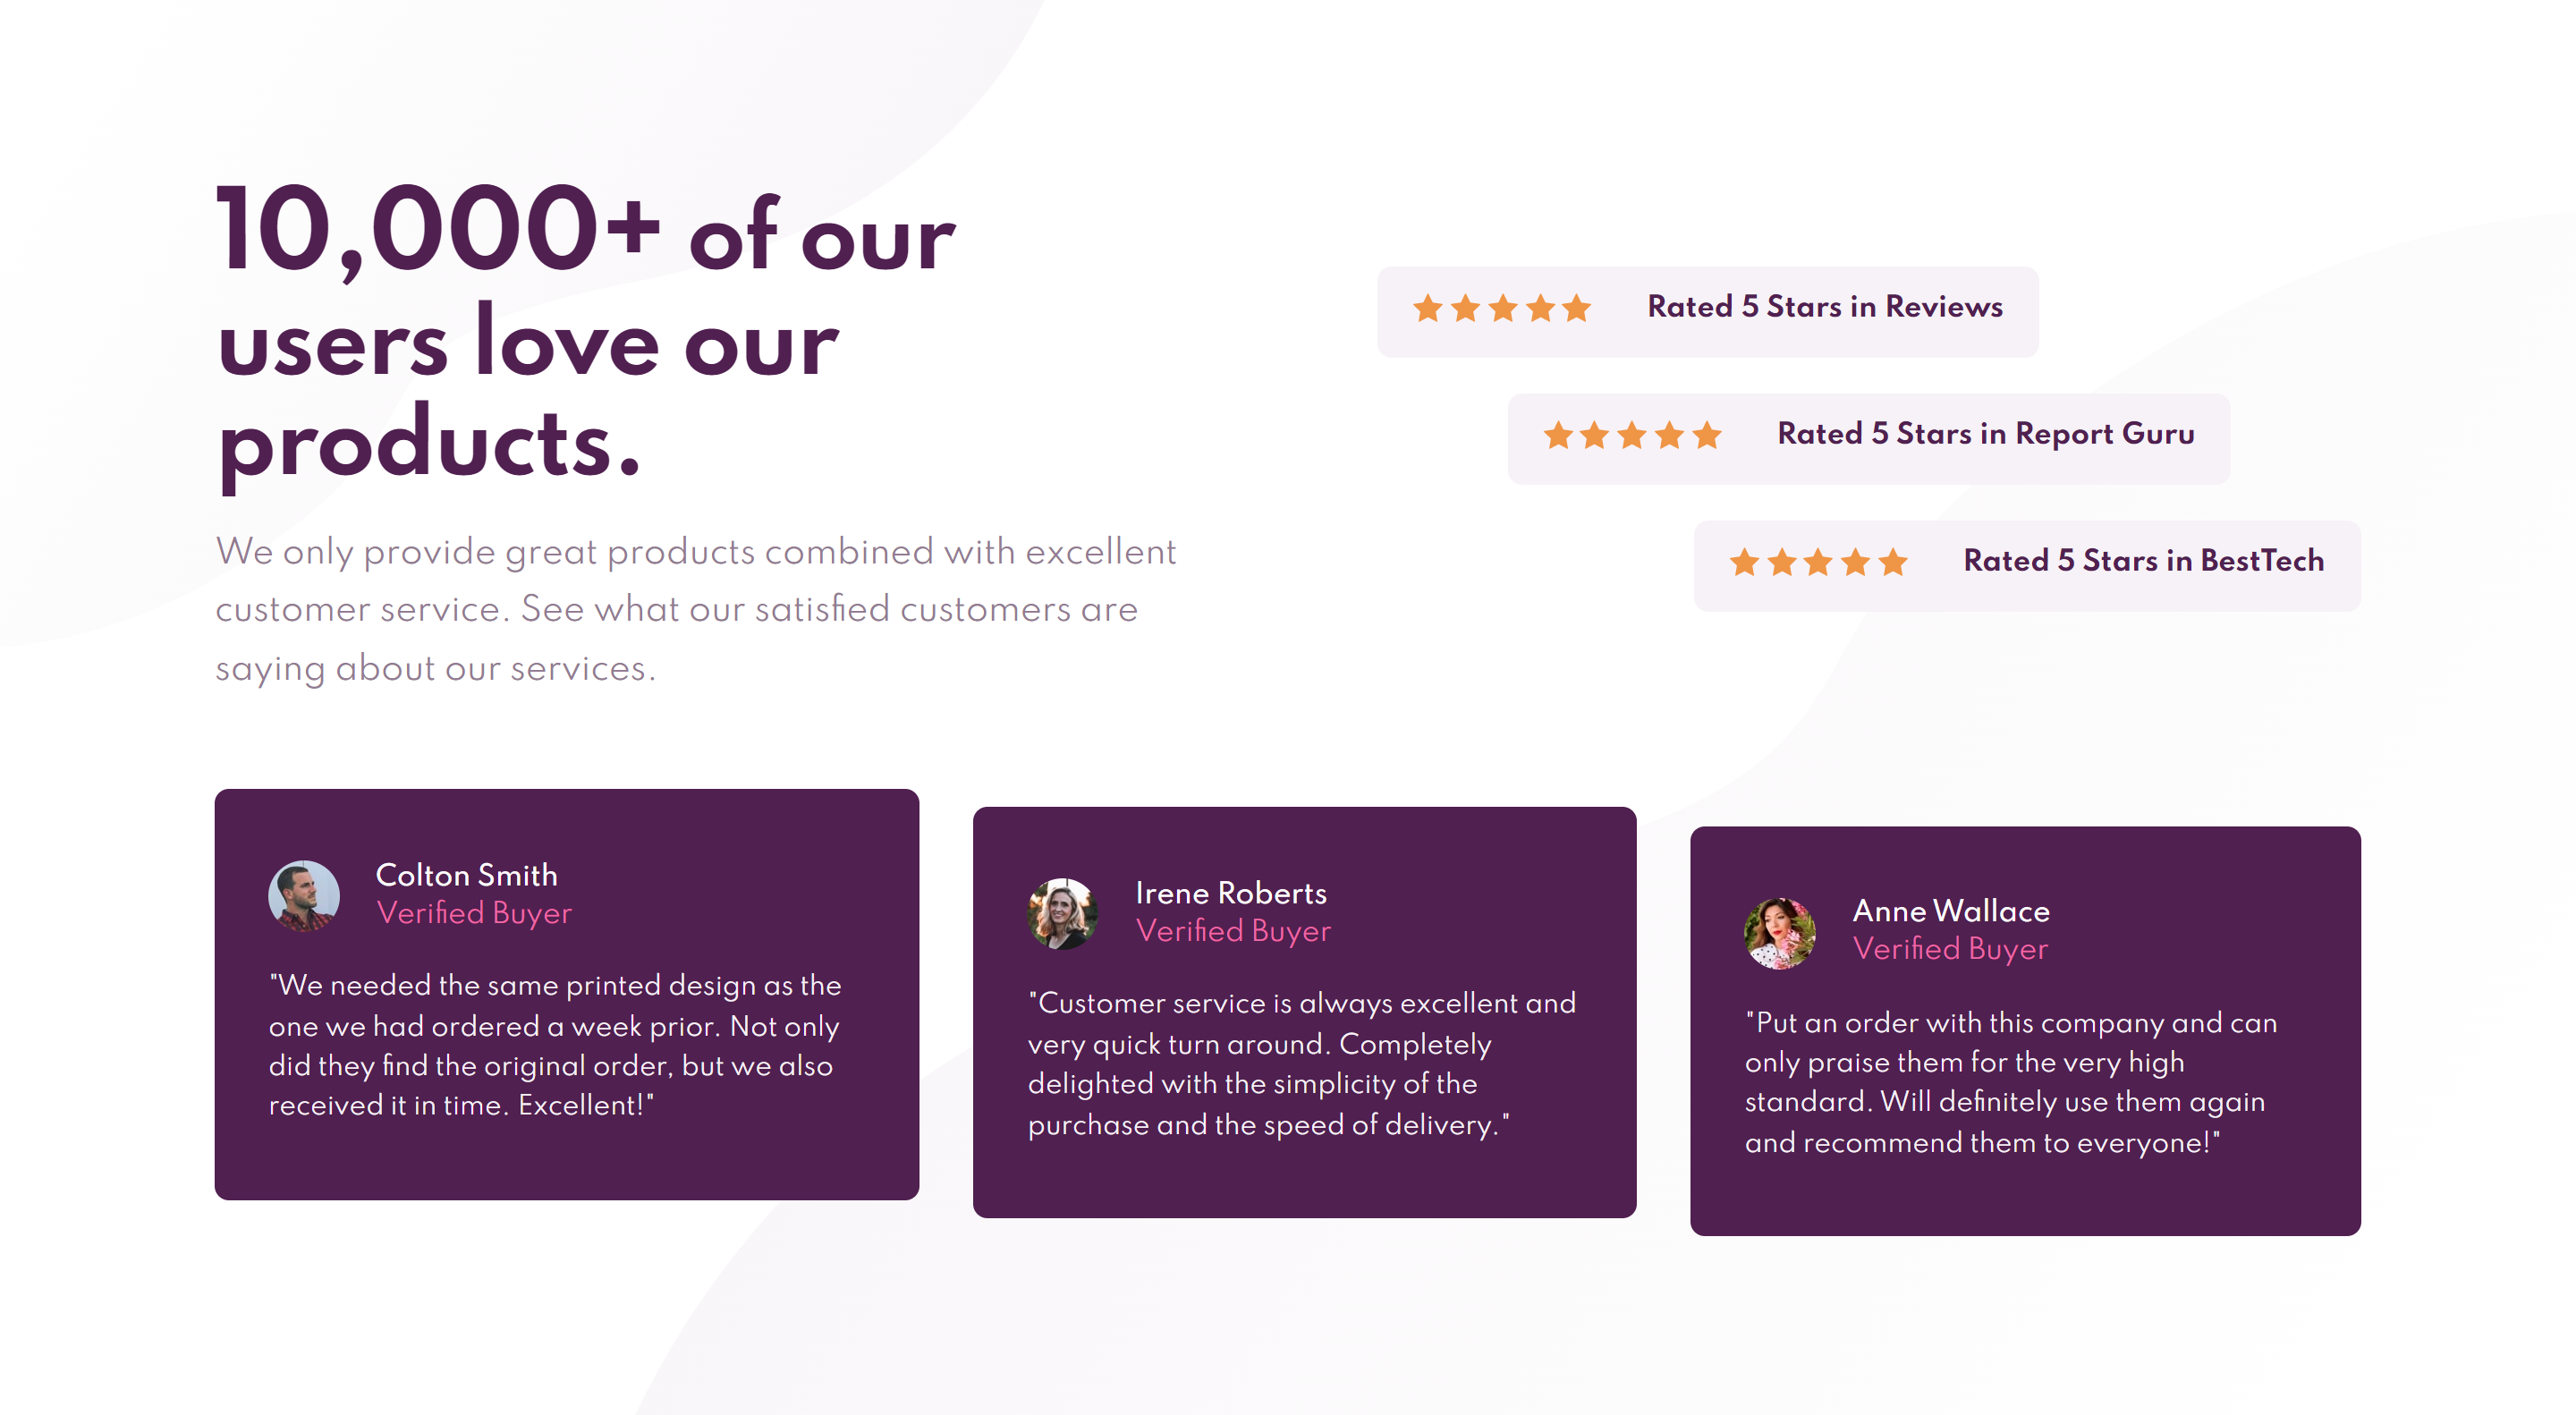 10,000+ of our
users love our
products.
We only provide great products combined with excellent
customer service. See what our satisfied customers are
saying about our services.
Rated 5 Stars in Reviews
Rated 5 Stars in Report Guru
Rated 5 Stars in BestTech
Colton Smith
Verified Buyer
"We needed the same printed design as the
one we had ordered a week prior. Not only
did they find the original order, but we also
received it in time. Excellent!"
Irene Roberts
Verified Buyer
"Customer service is always excellent and
very quick turn around. Completely
delighted with the simplicity of the
purchase and the speed of delivery."
Anne Wallace
Verified Buyer
"Put an order with this company and can
only praise them for the very high
standard. Will definitely use them again
and recommend them to everyone!"